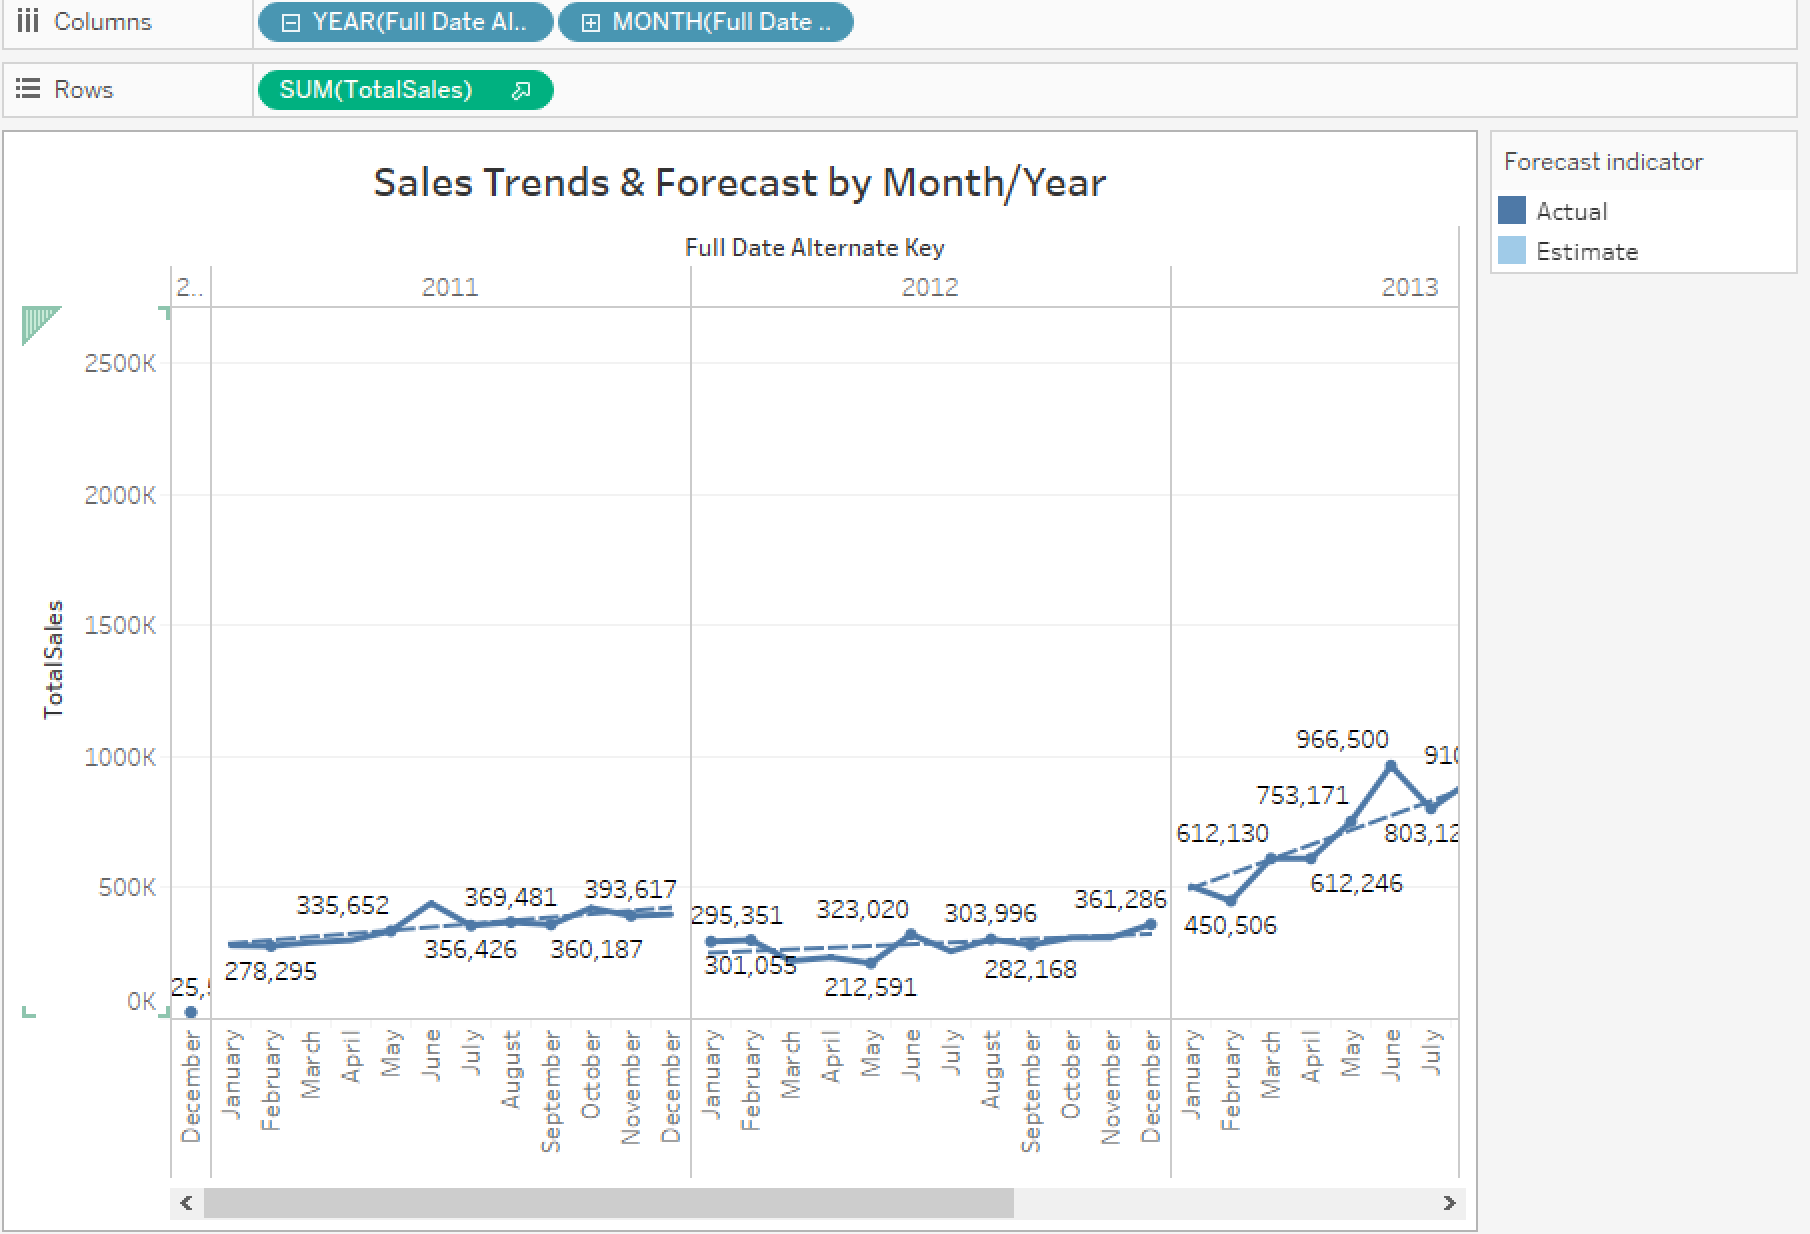 Columns YEAR(Full Date Al.. MONTH(Full Date ..
Rows SUM(TotalSales)
Sales Trends & Forecast by Month/Year
Forecast indicator
Actual
Estimate
Full Date Alternate Key
2.. 2011 2012 2013
2500K
2000K
1500K
1000K
500K
0K
TotalSales
25,
278,295
335,652
356,426
369,481
360,187
393,617
295,351
301,055
323,020
212,591
303,996
282,168
361,286
612,130
450,506
753,171
966,500
612,246
910
803,12
December January February March April May June July August September October November December January February March April May June July August September October November December January February March April May June July